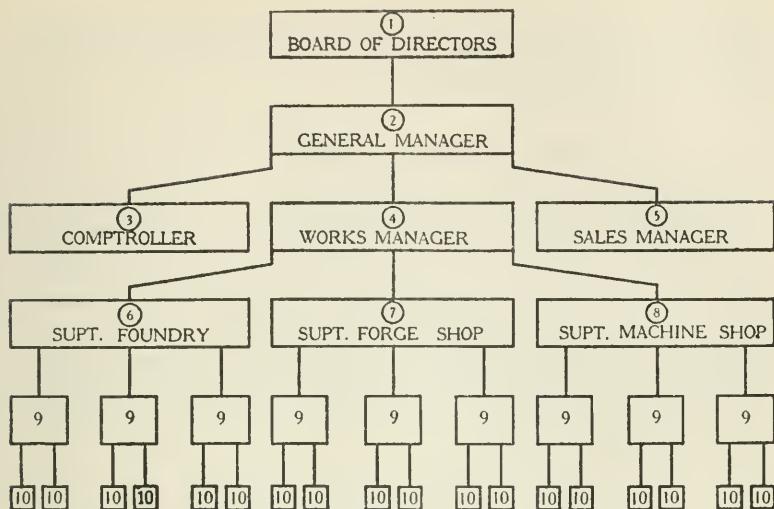 1
BOARD OF DIRECTORS
2
GENERAL MANAGER
3
COMPTROLLER
4
WORKS MANAGER
5
SALES MANAGER
6
SUPT. FOUNDRY
7
SUPT. FORGE SHOP
8
SUPT. MACHINE SHOP
9 9 9 9 9 9 9 9 9
10 10 10 10 10 10 10 10 10 10 10 10 10 10 10 10 10 10